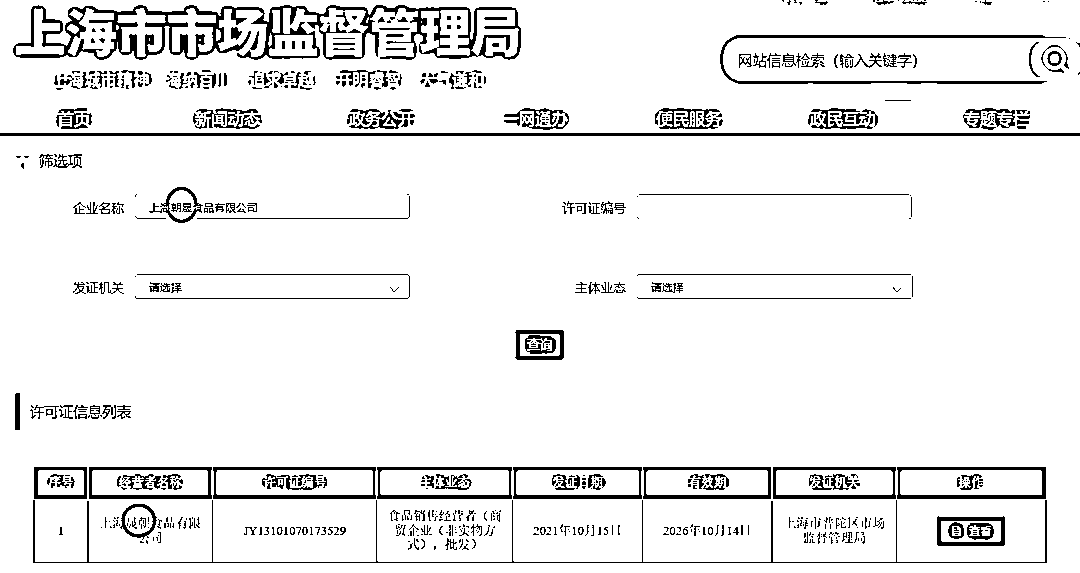 上海市市场监督管理局
海纳百川 追求卓越 开明睿智 大气谦和
网站信息检索（输入关键字）
首页 新闻动态 政务公开 一网通办 便民服务 政民互动 专题专栏
筛选项
企业名称 上海朝晟食品有限公司 许可证编号
发证机关 请选择 主体业态 请选择
查询
许可证信息列表
序号 经营者名称 许可证编号 主体业态 发证日期 有效期 发证机关 操作
1 上海晟朝食品有限公司 JY13101070173529 食品销售经营者（商贸企业（非实物方式），批发） 2021年10月15日 2026年10月14日 上海市普陀区市场监督管理局 查看